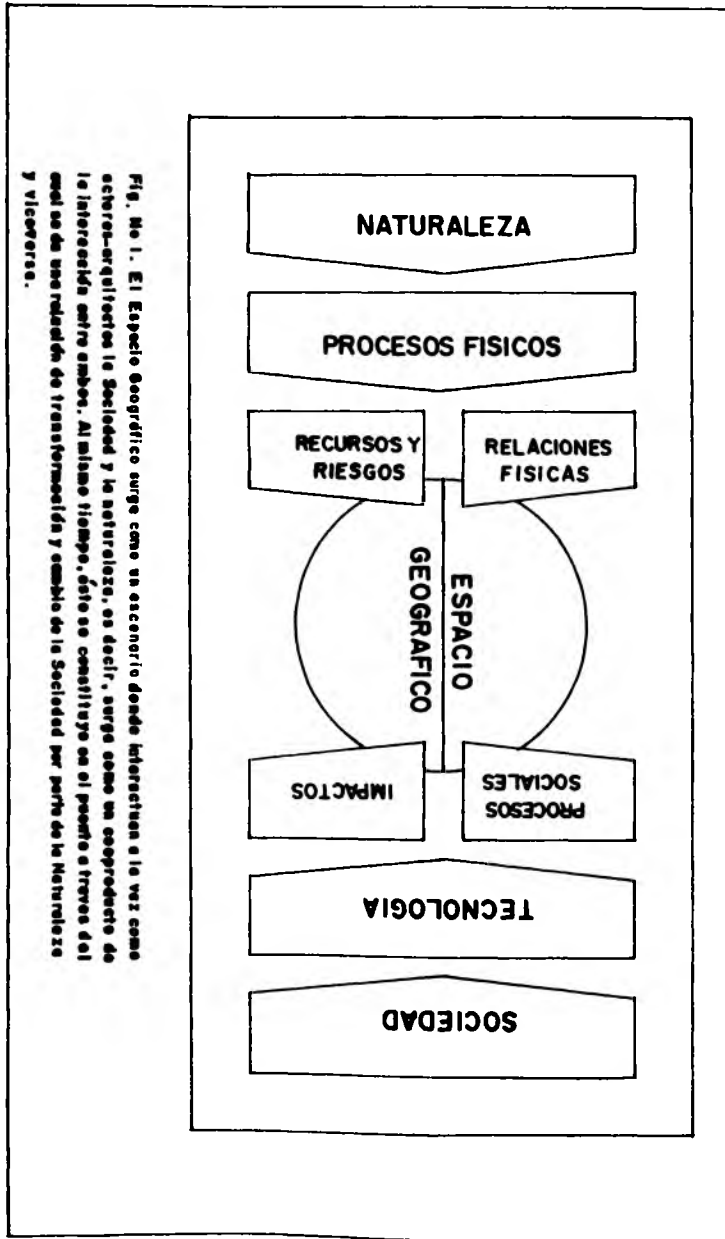 NATURALEZA
PROCESOS FISICOS
RECURSOS Y
RIESGOS
RELACIONES
FISICAS
ESPACIO
GEOGRAFICO
IMPACTOS
PROCESOS
SOCIALES
TECNOLOGIA
SOCIEDAD
Fig. No 1. El Espacio Geográfico surge como un escenario donde interactuan a la vez como
actores-arquitectos la Sociedad y la naturaleza, es decir, surge como un coproducto de
la interacción entre ambos. Al mismo tiempo, éste se constituye en el puente a traves del
cual se da una relación de transformación y cambio de la Sociedad por parte de la Naturaleza
y viceversa.